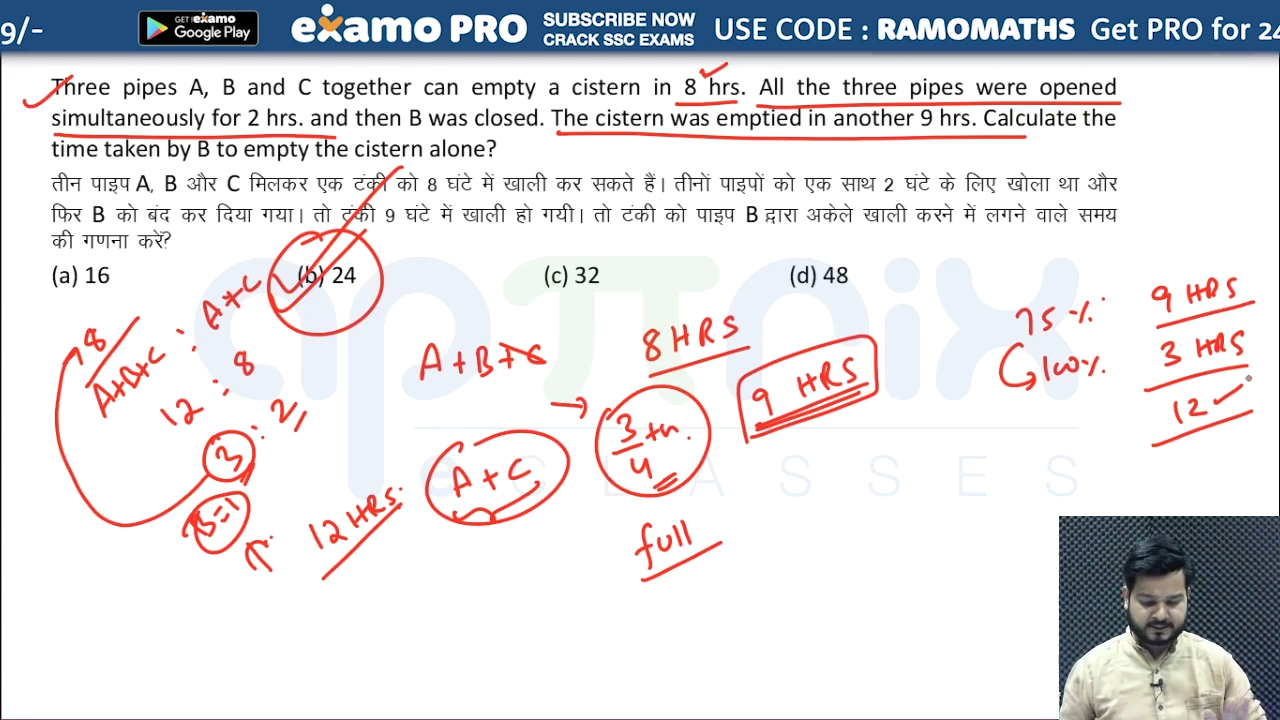 9/-
GET IT examo
Google Play
examo PRO
SUBSCRIBE NOW
CRACK SSC EXAMS
USE CODE : RAMOMATHS Get PRO for 24
Three pipes A, B and C together can empty a cistern in 8 hrs. All the three pipes were opened
simultaneously for 2 hrs. and then B was closed. The cistern was emptied in another 9 hrs. Calculate the
time taken by B to empty the cistern alone?
तीन पाइप A, B और C मिलकर एक टंकी को 8 घंटे में खाली कर सकते हैं। तीनों पाइपों को एक साथ 2 घंटे के लिए खोला था और
फिर B को बंद कर दिया गया। तो टंकी 9 घंटे में खाली हो गयी। तो टंकी को पाइप B द्वारा अकेले खाली करने में लगने वाले समय
की गणना करें?
(a) 16 (b) 24 (c) 32 (d) 48
8
A+B+C : A+C
12 : 8
3 : 2
B=1
12 HRS.
A+B+C
8 HRS
A+C
→ 3/4 th.
9 HRS
full
75%
100%
9 HRS
3 HRS
12 ✓
apπnix
e CLASSES